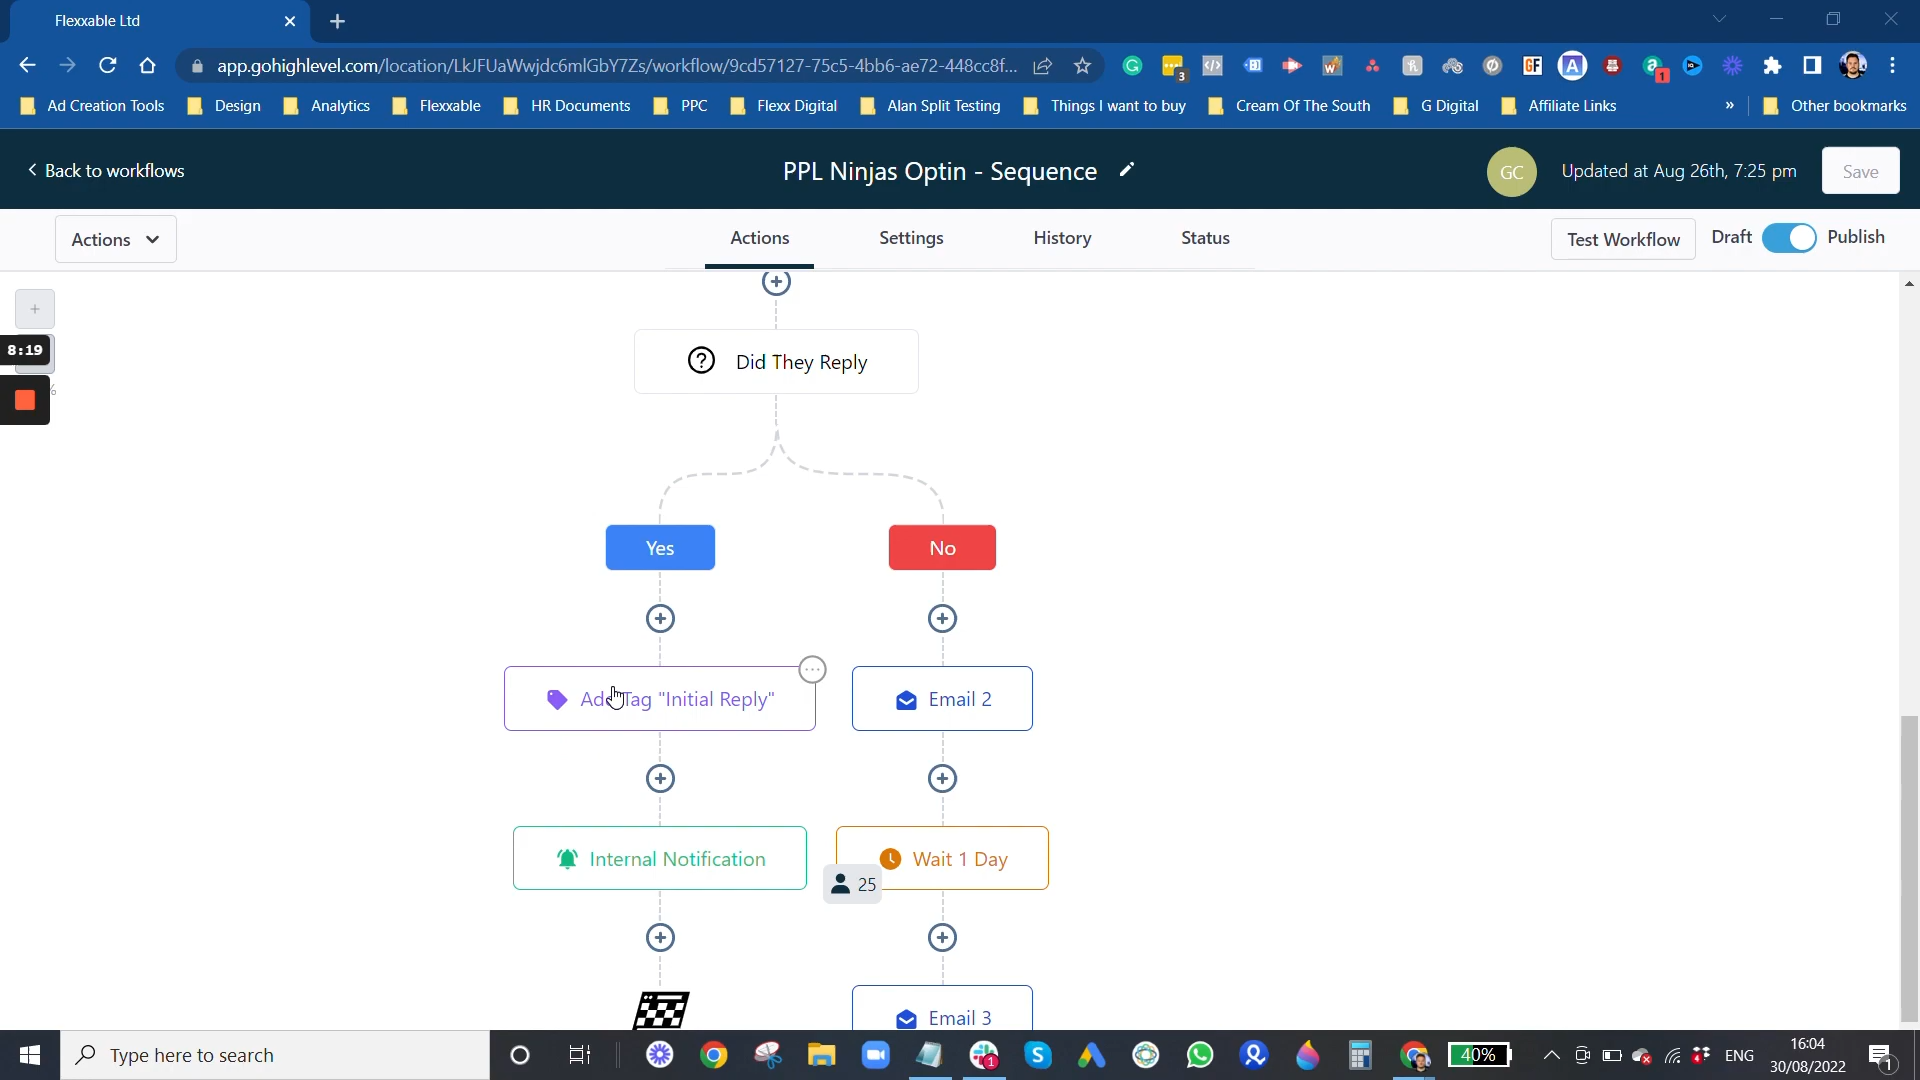 Flexxable Ltd
app.gohighlevel.com/location/LkJFUaWwjdc6mlGbY7Zs/workflow/9cd57127-75c5-4bb6-ae72-448cc8f...
Ad Creation Tools Design Analytics Flexxable HR Documents PPC Flexx Digital Alan Split Testing Things I want to buy Cream Of The South G Digital Affiliate Links » Other bookmarks
Back to workflows
PPL Ninjas Optin - Sequence
GC
Updated at Aug 26th, 7:25 pm
Save
Actions
Actions Settings History Status
Test Workflow
Draft Publish
8:19
Did They Reply
Yes No
Add Tag "Initial Reply"
Email 2
Internal Notification
Wait 1 Day
25
Email 3
Type here to search
40%
ENG
16:04
30/08/2022
1